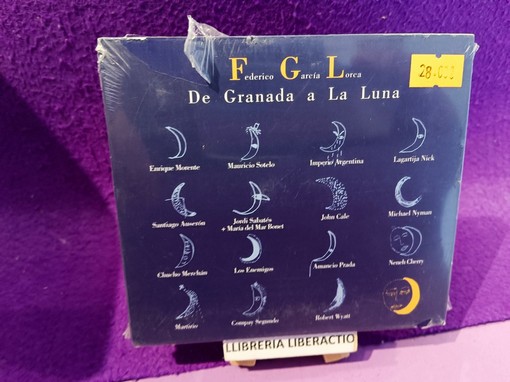 Federico García Lorca
De Granada a La Luna
Enrique Morente
Mauricio Sotelo
Imperio Argentina
Lagartija Nick
Santiago Auserón
Jordi Sabatés
+ María del Mar Bonet
John Cale
Michael Nyman
Chucho Merchán
Los Enemigos
Amancio Prada
Neneh Cherry
Martirio
Compay Segundo
Robert Wyatt
LLIBRERIA LIBERACTIO